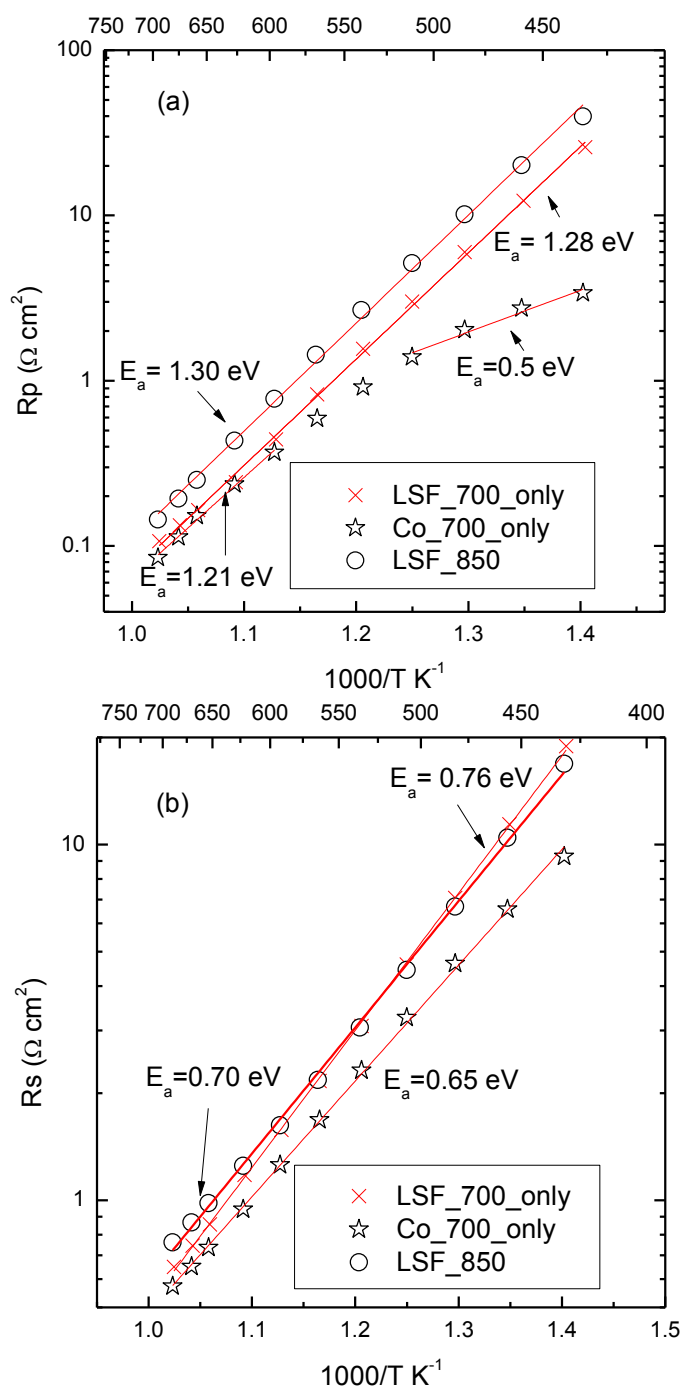 750 700 650 600 550 500 450
100
(a)
10
E_a = 1.28 eV
Rp (Ω cm²)
1
E_a = 1.30 eV
E_a=0.5 eV
LSF_700_only
Co_700_only
LSF_850
0.1
E_a=1.21 eV
1.0 1.1 1.2 1.3 1.4
1000/T K⁻¹
750 700 650 600 550 500 450 400
E_a = 0.76 eV
(b)
10
Rs (Ω cm²)
E_a=0.70 eV
E_a=0.65 eV
1
LSF_700_only
Co_700_only
LSF_850
1.0 1.1 1.2 1.3 1.4 1.5
1000/T K⁻¹